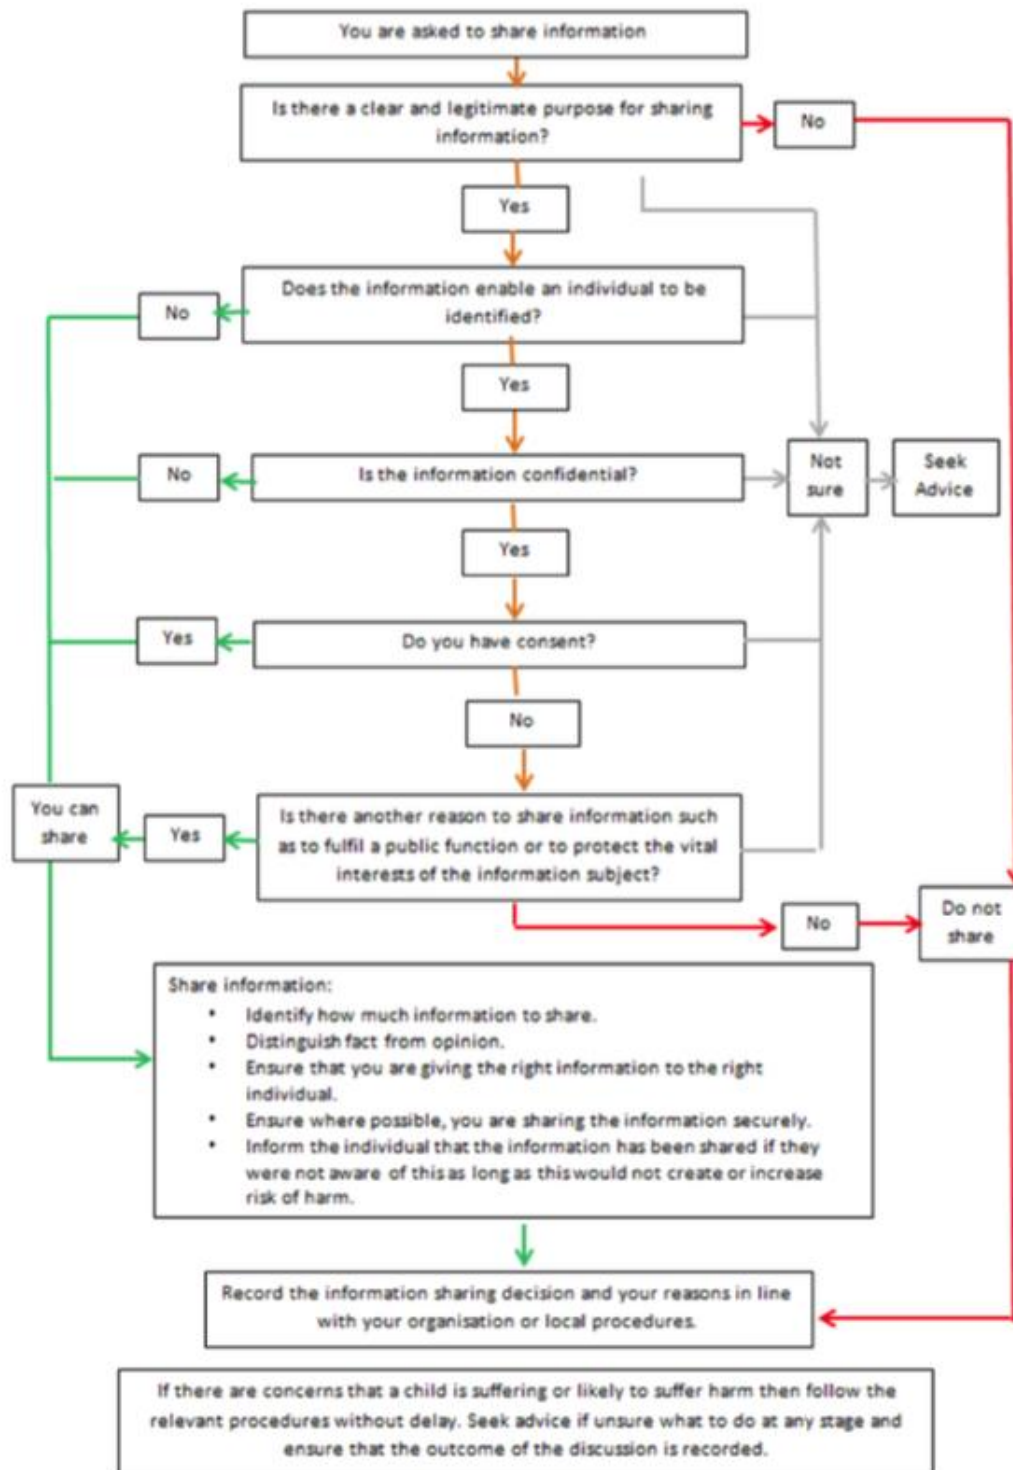 You are asked to share information
Is there a clear and legitimate purpose for sharing
information?
No
Yes
Does the information enable an individual to be
identified?
No
Yes
Is the information confidential?
No
Not
sure
Seek
Advice
Yes
Do you have consent?
Yes
No
Is there another reason to share information such
as to fulfil a public function or to protect the vital
interests of the information subject?
You can
share
Yes
No
Do not
share
Share information:
• Identify how much information to share.
• Distinguish fact from opinion.
• Ensure that you are giving the right information to the right
individual.
• Ensure where possible, you are sharing the information securely.
• Inform the individual that the information has been shared if they
were not aware of this as long as this would not create or increase
risk of harm.
Record the information sharing decision and your reasons in line
with your organisation or local procedures.
If there are concerns that a child is suffering or likely to suffer harm then follow the
relevant procedures without delay. Seek advice if unsure what to do at any stage and
ensure that the outcome of the discussion is recorded.